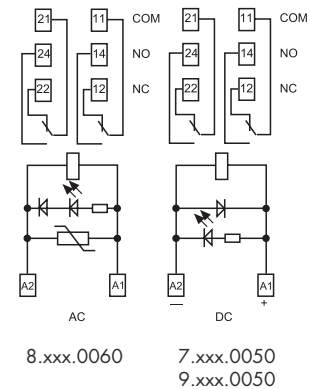 21 11 COM 21 11 COM
24 14 NO 24 14 NO
22 12 NC 22 12 NC
A2 A1 A2 A1
— +
AC DC
8.xxx.0060 7.xxx.0050
9.xxx.0050